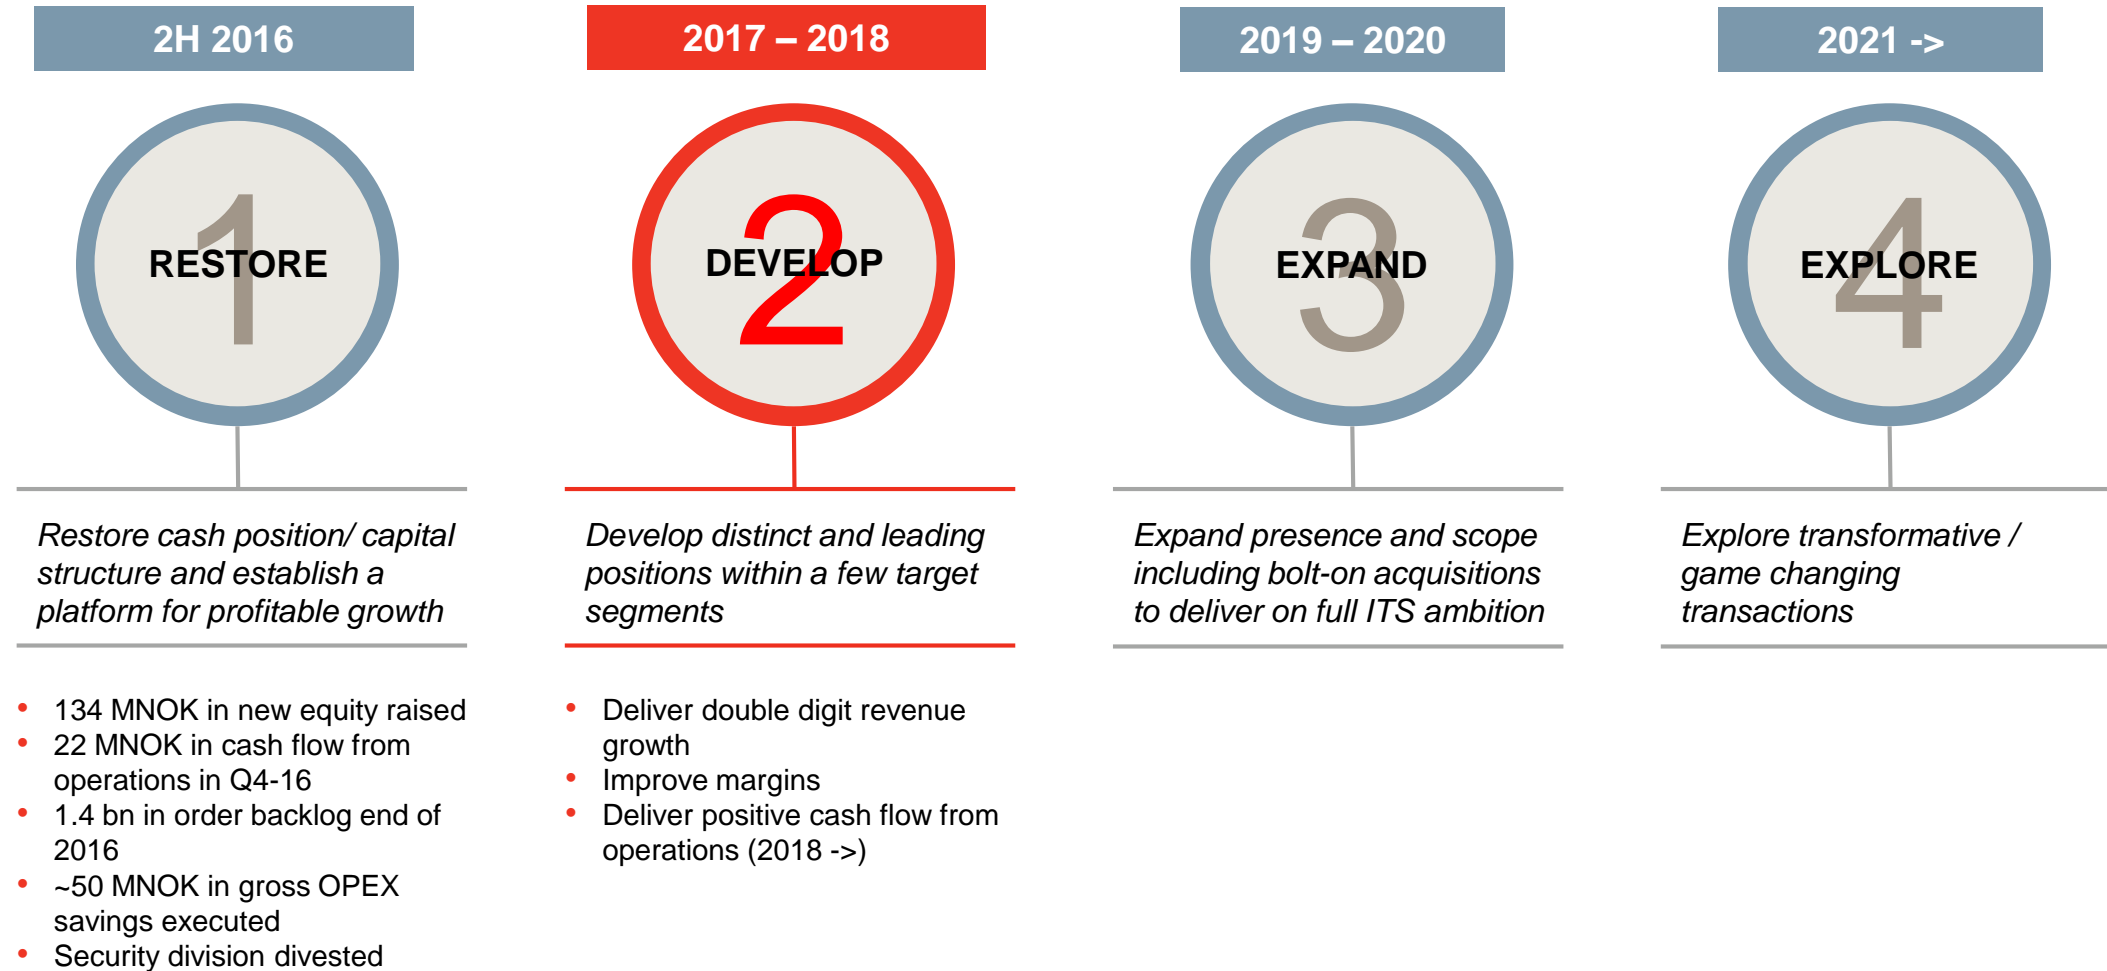 2H 2016
1
RESTORE
Restore cash position/ capital
structure and establish a
platform for profitable growth
• 134 MNOK in new equity raised
• 22 MNOK in cash flow from
operations in Q4-16
• 1.4 bn in order backlog end of
2016
• ~50 MNOK in gross OPEX
savings executed
• Security division divested
2017 – 2018
2
DEVELOP
Develop distinct and leading
positions within a few target
segments
• Deliver double digit revenue
growth
• Improve margins
• Deliver positive cash flow from
operations (2018 ->)
2019 – 2020
3
EXPAND
Expand presence and scope
including bolt-on acquisitions
to deliver on full ITS ambition
2021 ->
4
EXPLORE
Explore transformative /
game changing
transactions